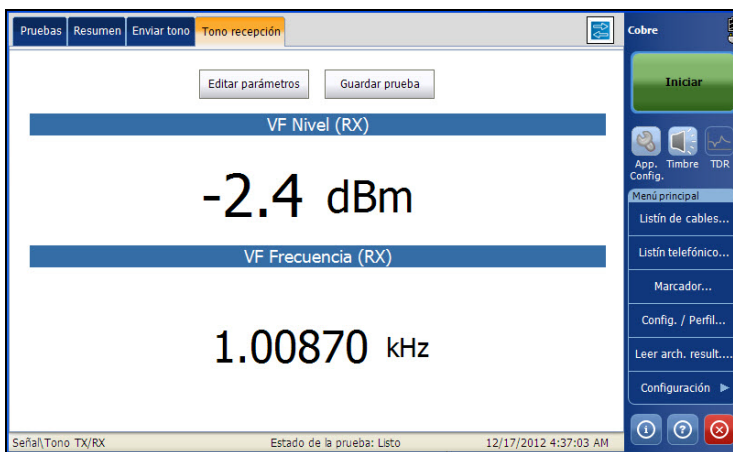 Pruebas Resumen Enviar tono Tono recepción
Editar parámetros Guardar prueba
VF Nivel (RX)
-2.4 dBm
VF Frecuencia (RX)
1.00870 kHz
Señal\Tono TX/RX Estado de la prueba: Listo 12/17/2012 4:37:03 AM
Cobre
Iniciar
App. Config. Timbre TDR
Menú principal
Listín de cables...
Listín telefónico...
Marcador...
Config. / Perfil...
Leer arch. result....
Configuración